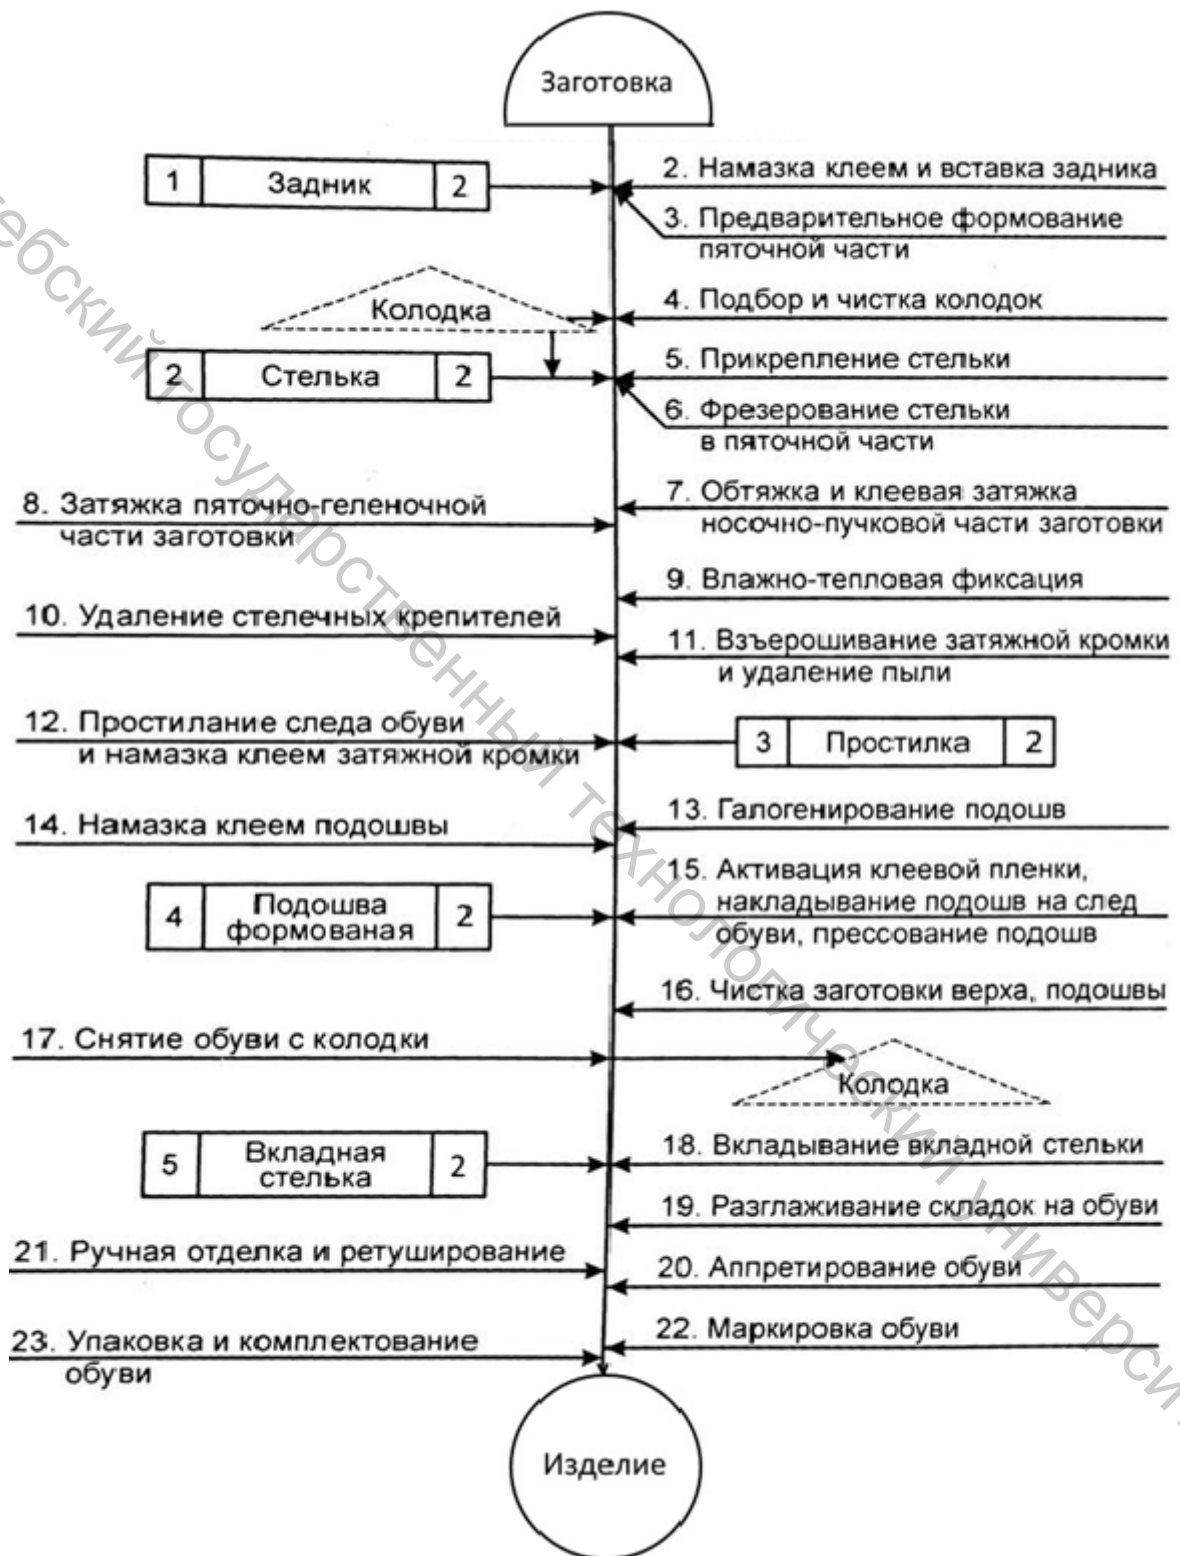 Заготовка
1 Задник 2
2. Намазка клеем и вставка задника
3. Предварительное формование
пяточной части
Колодка
4. Подбор и чистка колодок
2 Стелька 2
5. Прикрепление стельки
6. Фрезерование стельки
в пяточной части
7. Обтяжка и клеевая затяжка
носочно-пучковой части заготовки
8. Затяжка пяточно-геленочной
части заготовки
9. Влажно-тепловая фиксация
10. Удаление стелечных крепителей
11. Взъерошивание затяжной кромки
и удаление пыли
12. Простилание следа обуви
и намазка клеем затяжной кромки
3 Простилка 2
13. Галогенирование подошв
14. Намазка клеем подошвы
4 Подошва
формованая 2
15. Активация клеевой пленки,
накладывание подошв на след
обуви, прессование подошв
16. Чистка заготовки верха, подошвы
17. Снятие обуви с колодки
Колодка
5 Вкладная
стелька 2
18. Вкладывание вкладной стельки
19. Разглаживание складок на обуви
21. Ручная отделка и ретуширование
20. Аппретирование обуви
22. Маркировка обуви
23. Упаковка и комплектование
обуви
Изделие
государственный технологический